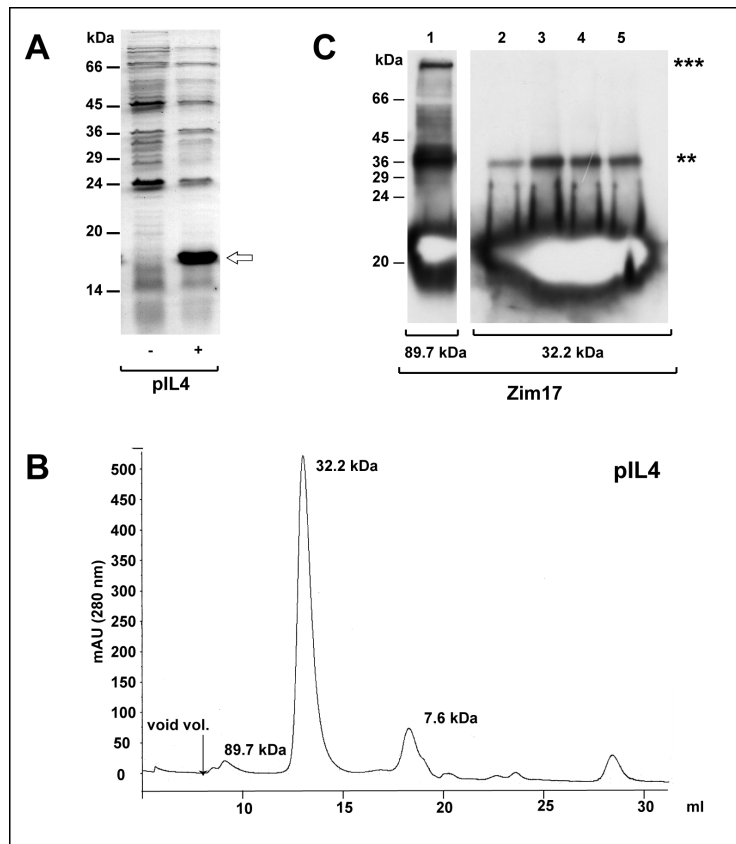 A
kDa
66
45
36
29
24
20
14
- +
pIL4
C
1 2 3 4 5
kDa
66
45
36
29
24
20
***
**
89.7 kDa 32.2 kDa
Zim17
B
pIL4
mAU (280 nm)
500
450
400
350
300
250
200
150
100
50
0
32.2 kDa
void vol.
89.7 kDa
7.6 kDa
10 15 20 25 30 ml